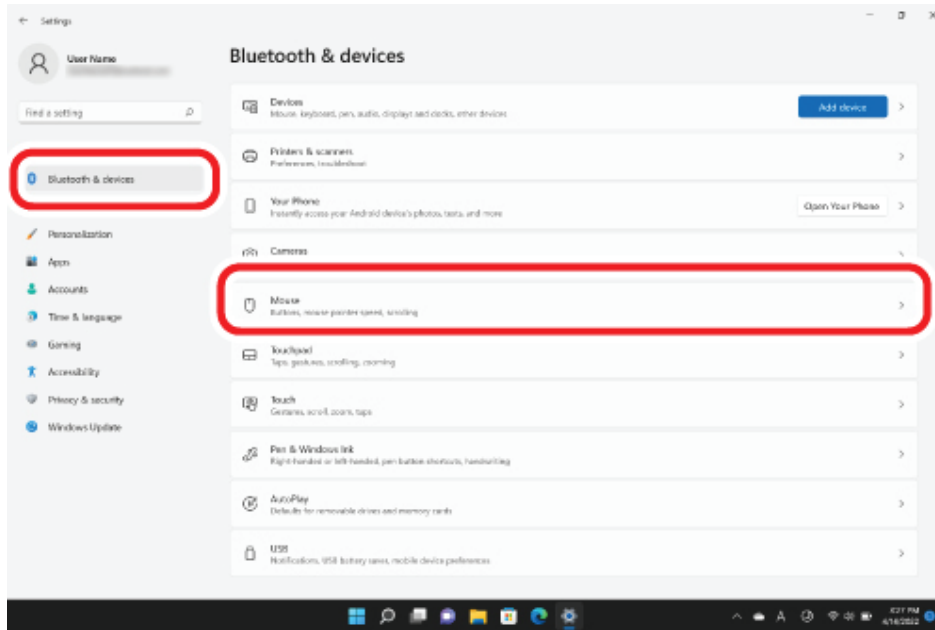 Settings
User Name
Find a setting
Bluetooth & devices
Personalization
Apps
Accounts
Time & language
Gaming
Accessibility
Privacy & security
Windows Update
Bluetooth & devices
Devices
Mouse, keyboard, pen, audio, displays and docks, other devices
Add device
Printers & scanners
Preferences, troubleshoot
Your Phone
Instantly access your Android device's photos, texts, and more
Open Your Phone
Cameras
Mouse
Buttons, mouse pointer speed, scrolling
Touchpad
Taps, gestures, scrolling, zooming
Touch
Gestures, scroll, zoom, taps
Pen & Windows Ink
Right-handed or left-handed, pen button shortcuts, handwriting
AutoPlay
Defaults for removable drives and memory cards
USB
Notifications, USB battery saver, mobile device preferences
A